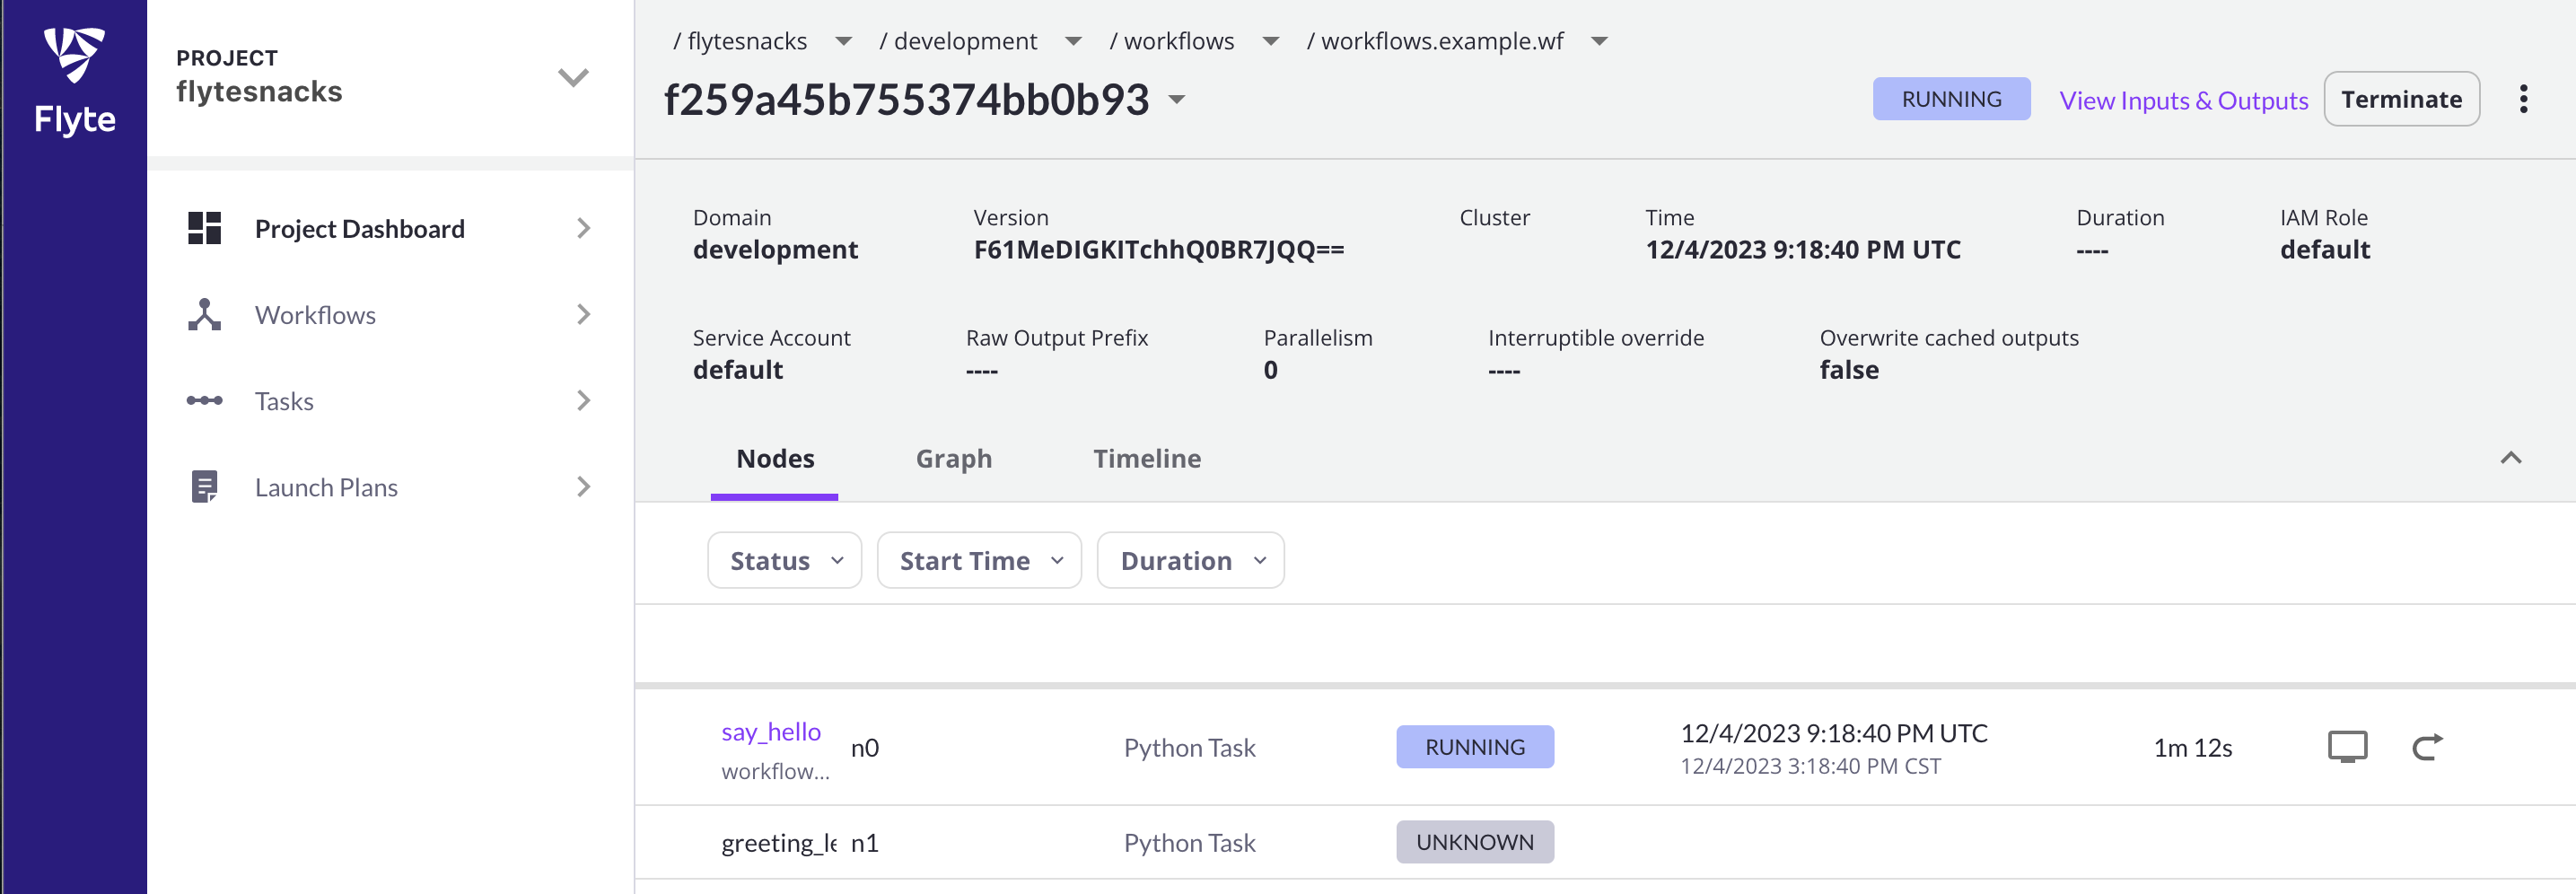 Flyte
PROJECT
flytesnacks
Project Dashboard
Workflows
Tasks
Launch Plans
/ flytesnacks / development / workflows / workflows.example.wf
f259a45b755374bb0b93
RUNNING View Inputs & Outputs Terminate
Domain Version Cluster Time Duration IAM Role
development F61MeDIGKITchhQ0BR7JQQ== 12/4/2023 9:18:40 PM UTC ---- default
Service Account Raw Output Prefix Parallelism Interruptible override Overwrite cached outputs
default ---- 0 ---- false
Nodes Graph Timeline
Status Start Time Duration
say_hello n0 Python Task RUNNING 12/4/2023 9:18:40 PM UTC 1m 12s
workflow... 12/4/2023 3:18:40 PM CST
greeting_le n1 Python Task UNKNOWN